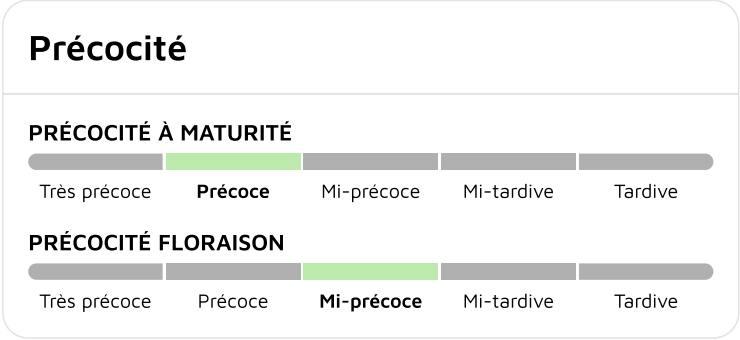 Précocité
PRÉCOCITÉ À MATURITÉ
Très précoce Précoce Mi-précoce Mi-tardive Tardive
PRÉCOCITÉ FLORAISON
Très précoce Précoce Mi-précoce Mi-tardive Tardive